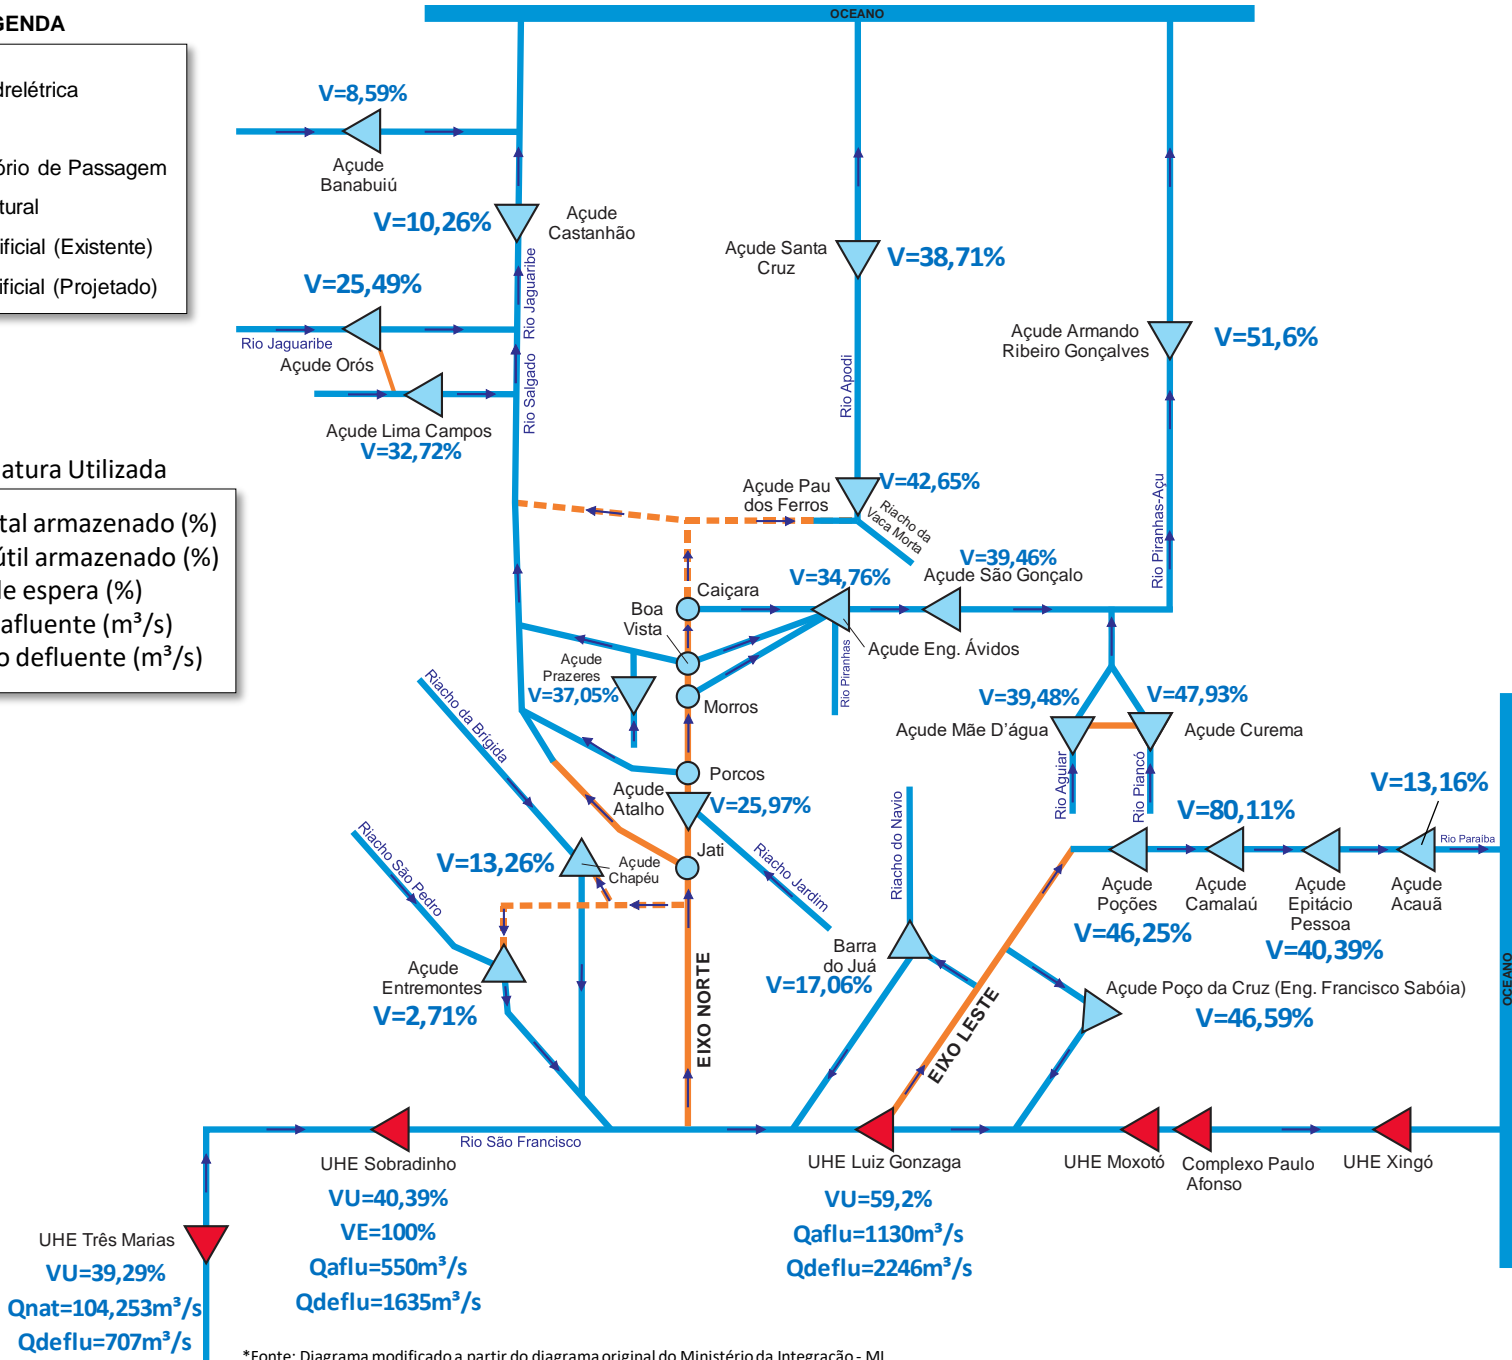 OCEANO
GENDA
drelétrica
ório de Passagem
tural
ificial (Existente)
ificial (Projetado)
V=8,59%
Açude
Banabuiú
V=10,26%
Açude
Castanhão
V=25,49%
Rio Jaguaribe
Açude Orós
Rio Jaguaribe
Rio Salgado
Açude Lima Campos
V=32,72%
Açude Santa
Cruz
V=38,71%
Rio Apodi
Açude Armando
Ribeiro Gonçalves
V=51,6%
Rio Piranhas-Açu
atura Utilizada
tal armazenado (%)
útil armazenado (%)
de espera (%)
afluente (m³/s)
o defluente (m³/s)
Açude Pau
dos Ferros
V=42,65%
Riacho da
Vaca Morta
V=39,46%
Açude São Gonçalo
V=34,76%
Caiçara
Boa
Vista
Açude Eng. Ávidos
Rio Piranhas
Açude
Prazeres
V=37,05%
Morros
Riacho da Brígida
V=39,48%
Açude Mãe D'água
V=47,93%
Açude Curema
Rio Aguiar
Rio Piancó
Porcos
Açude
Atalho
V=25,97%
Riacho do Navio
V=13,16%
V=80,11%
Rio Paraíba
Riacho São Pedro
V=13,26%
Açude
Chapéu
Jati
Riacho Jardim
Açude
Poções
V=46,25%
Açude
Camalaú
Açude
Epitácio
Pessoa
V=40,39%
Açude
Acauã
Barra
do Juá
V=17,06%
Açude
Entremontes
V=2,71%
EIXO NORTE
EIXO LESTE
Açude Poço da Cruz (Eng. Francisco Sabóia)
V=46,59%
OCEANO
Rio São Francisco
UHE Sobradinho
VU=40,39%
VE=100%
Qaflu=550m³/s
Qdeflu=1635m³/s
UHE Luiz Gonzaga
VU=59,2%
Qaflu=1130m³/s
Qdeflu=2246m³/s
UHE Moxotó
Complexo Paulo
Afonso
UHE Xingó
UHE Três Marias
VU=39,29%
Qnat=104,253m³/s
Qdeflu=707m³/s
*Fonte: Diagrama modificado a partir do diagrama original do Ministério da Integração - MI